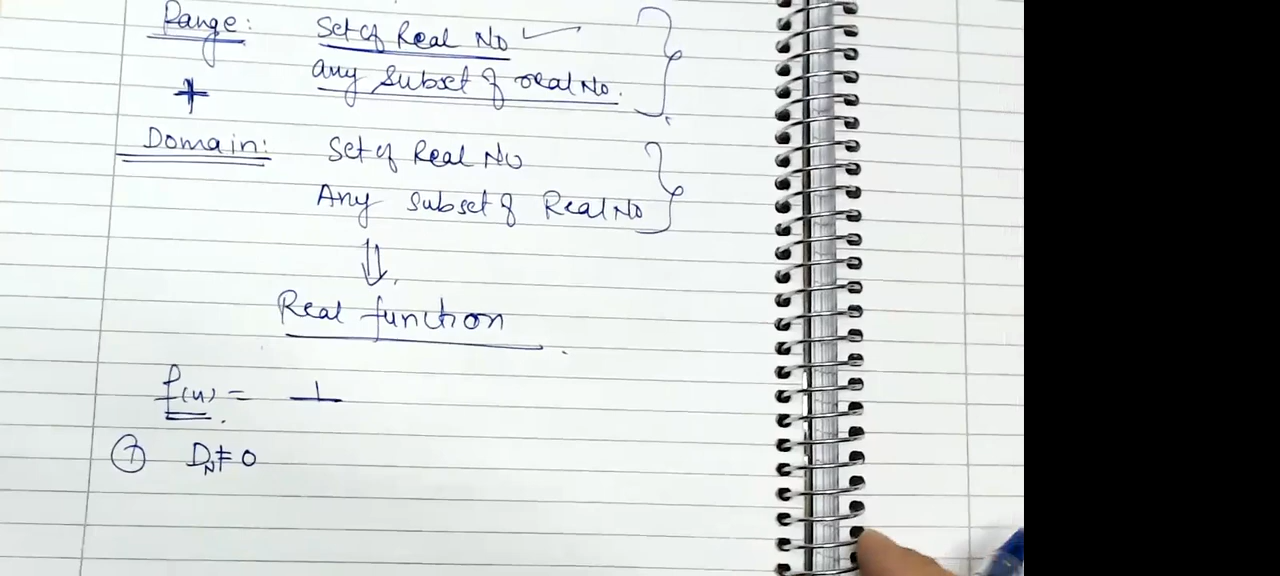 Range: Set of Real No
any subset of real No.
+
Domain: Set of Real No
Any subset of Real No
⇓
Real function
f(x) = 1
① DN ≠ 0